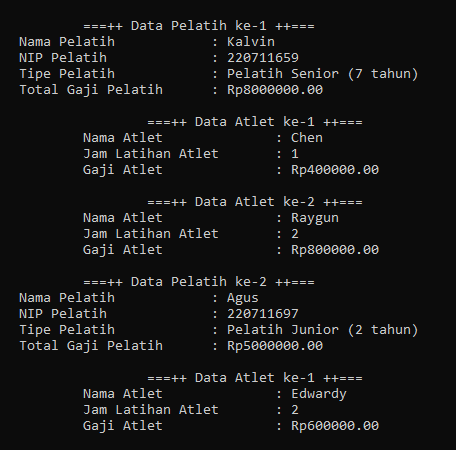 ===++ Data Pelatih ke-1 ++===
Nama Pelatih : Kalvin
NIP Pelatih : 220711659
Tipe Pelatih : Pelatih Senior (7 tahun)
Total Gaji Pelatih : Rp8000000.00
===++ Data Atlet ke-1 ++===
Nama Atlet : Chen
Jam Latihan Atlet : 1
Gaji Atlet : Rp400000.00
===++ Data Atlet ke-2 ++===
Nama Atlet : Raygun
Jam Latihan Atlet : 2
Gaji Atlet : Rp800000.00
===++ Data Pelatih ke-2 ++===
Nama Pelatih : Agus
NIP Pelatih : 220711697
Tipe Pelatih : Pelatih Junior (2 tahun)
Total Gaji Pelatih : Rp5000000.00
===++ Data Atlet ke-1 ++===
Nama Atlet : Edwardy
Jam Latihan Atlet : 2
Gaji Atlet : Rp600000.00